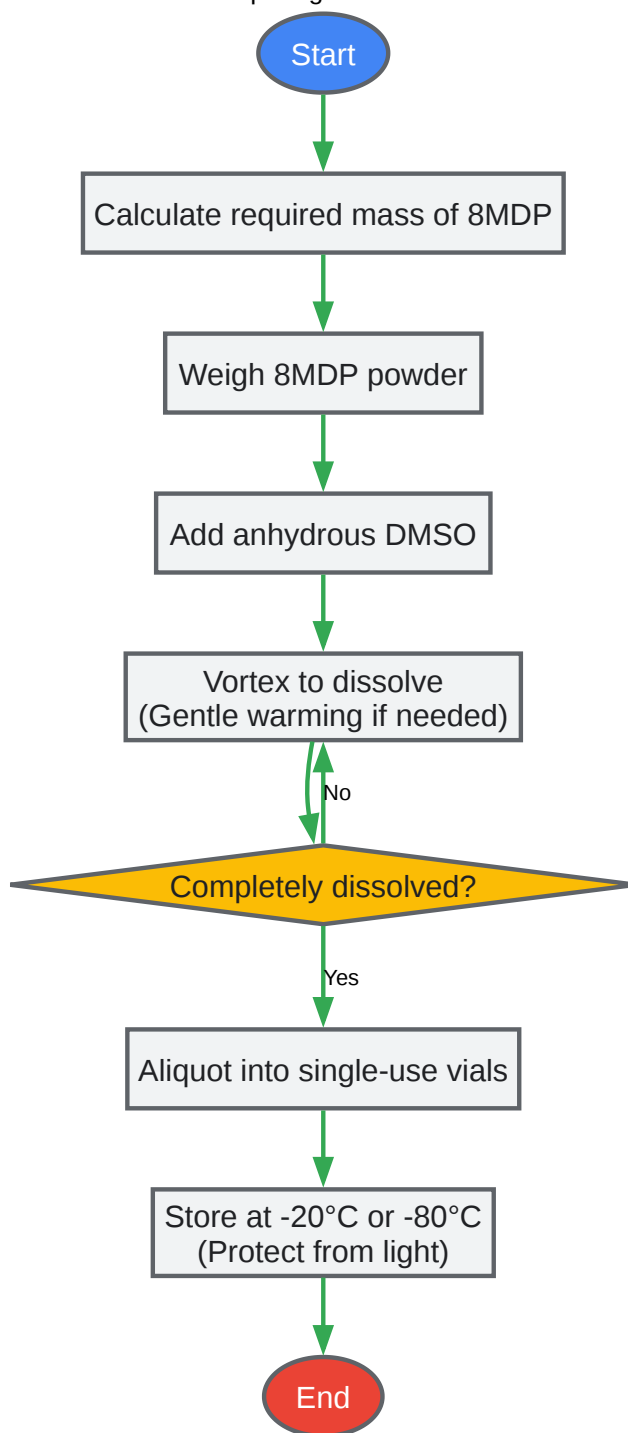 Start
Calculate required mass of 8MDP
Weigh 8MDP powder
Add anhydrous DMSO
Vortex to dissolve
(Gentle warming if needed)
No
Completely dissolved?
Yes
Aliquot into single-use vials
Store at -20°C or -80°C
(Protect from light)
End